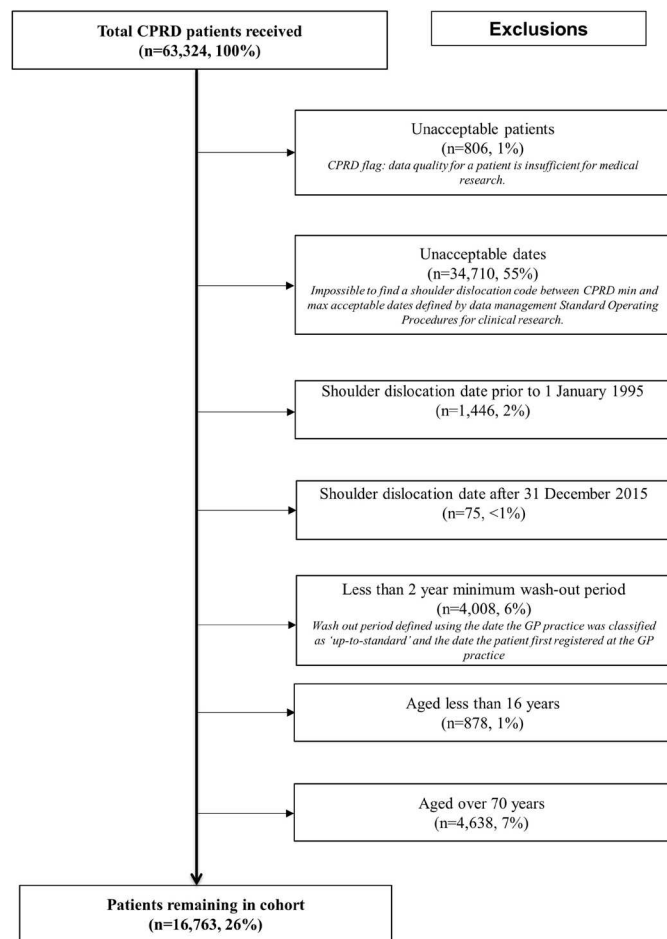 Total CPRD patients received
(n=63,324, 100%)
Exclusions
Unacceptable patients
(n=806, 1%)
CPRD flag: data quality for a patient is insufficient for medical
research.
Unacceptable dates
(n=34,710, 55%)
Impossible to find a shoulder dislocation code between CPRD min and
max acceptable dates defined by data management Standard Operating
Procedures for clinical research.
Shoulder dislocation date prior to 1 January 1995
(n=1,446, 2%)
Shoulder dislocation date after 31 December 2015
(n=75, <1%)
Less than 2 year minimum wash-out period
(n=4,008, 6%)
Wash out period defined using the date the GP practice was classified
as ‘up-to-standard’ and the date the patient first registered at the GP
practice
Aged less than 16 years
(n=878, 1%)
Aged over 70 years
(n=4,638, 7%)
Patients remaining in cohort
(n=16,763, 26%)